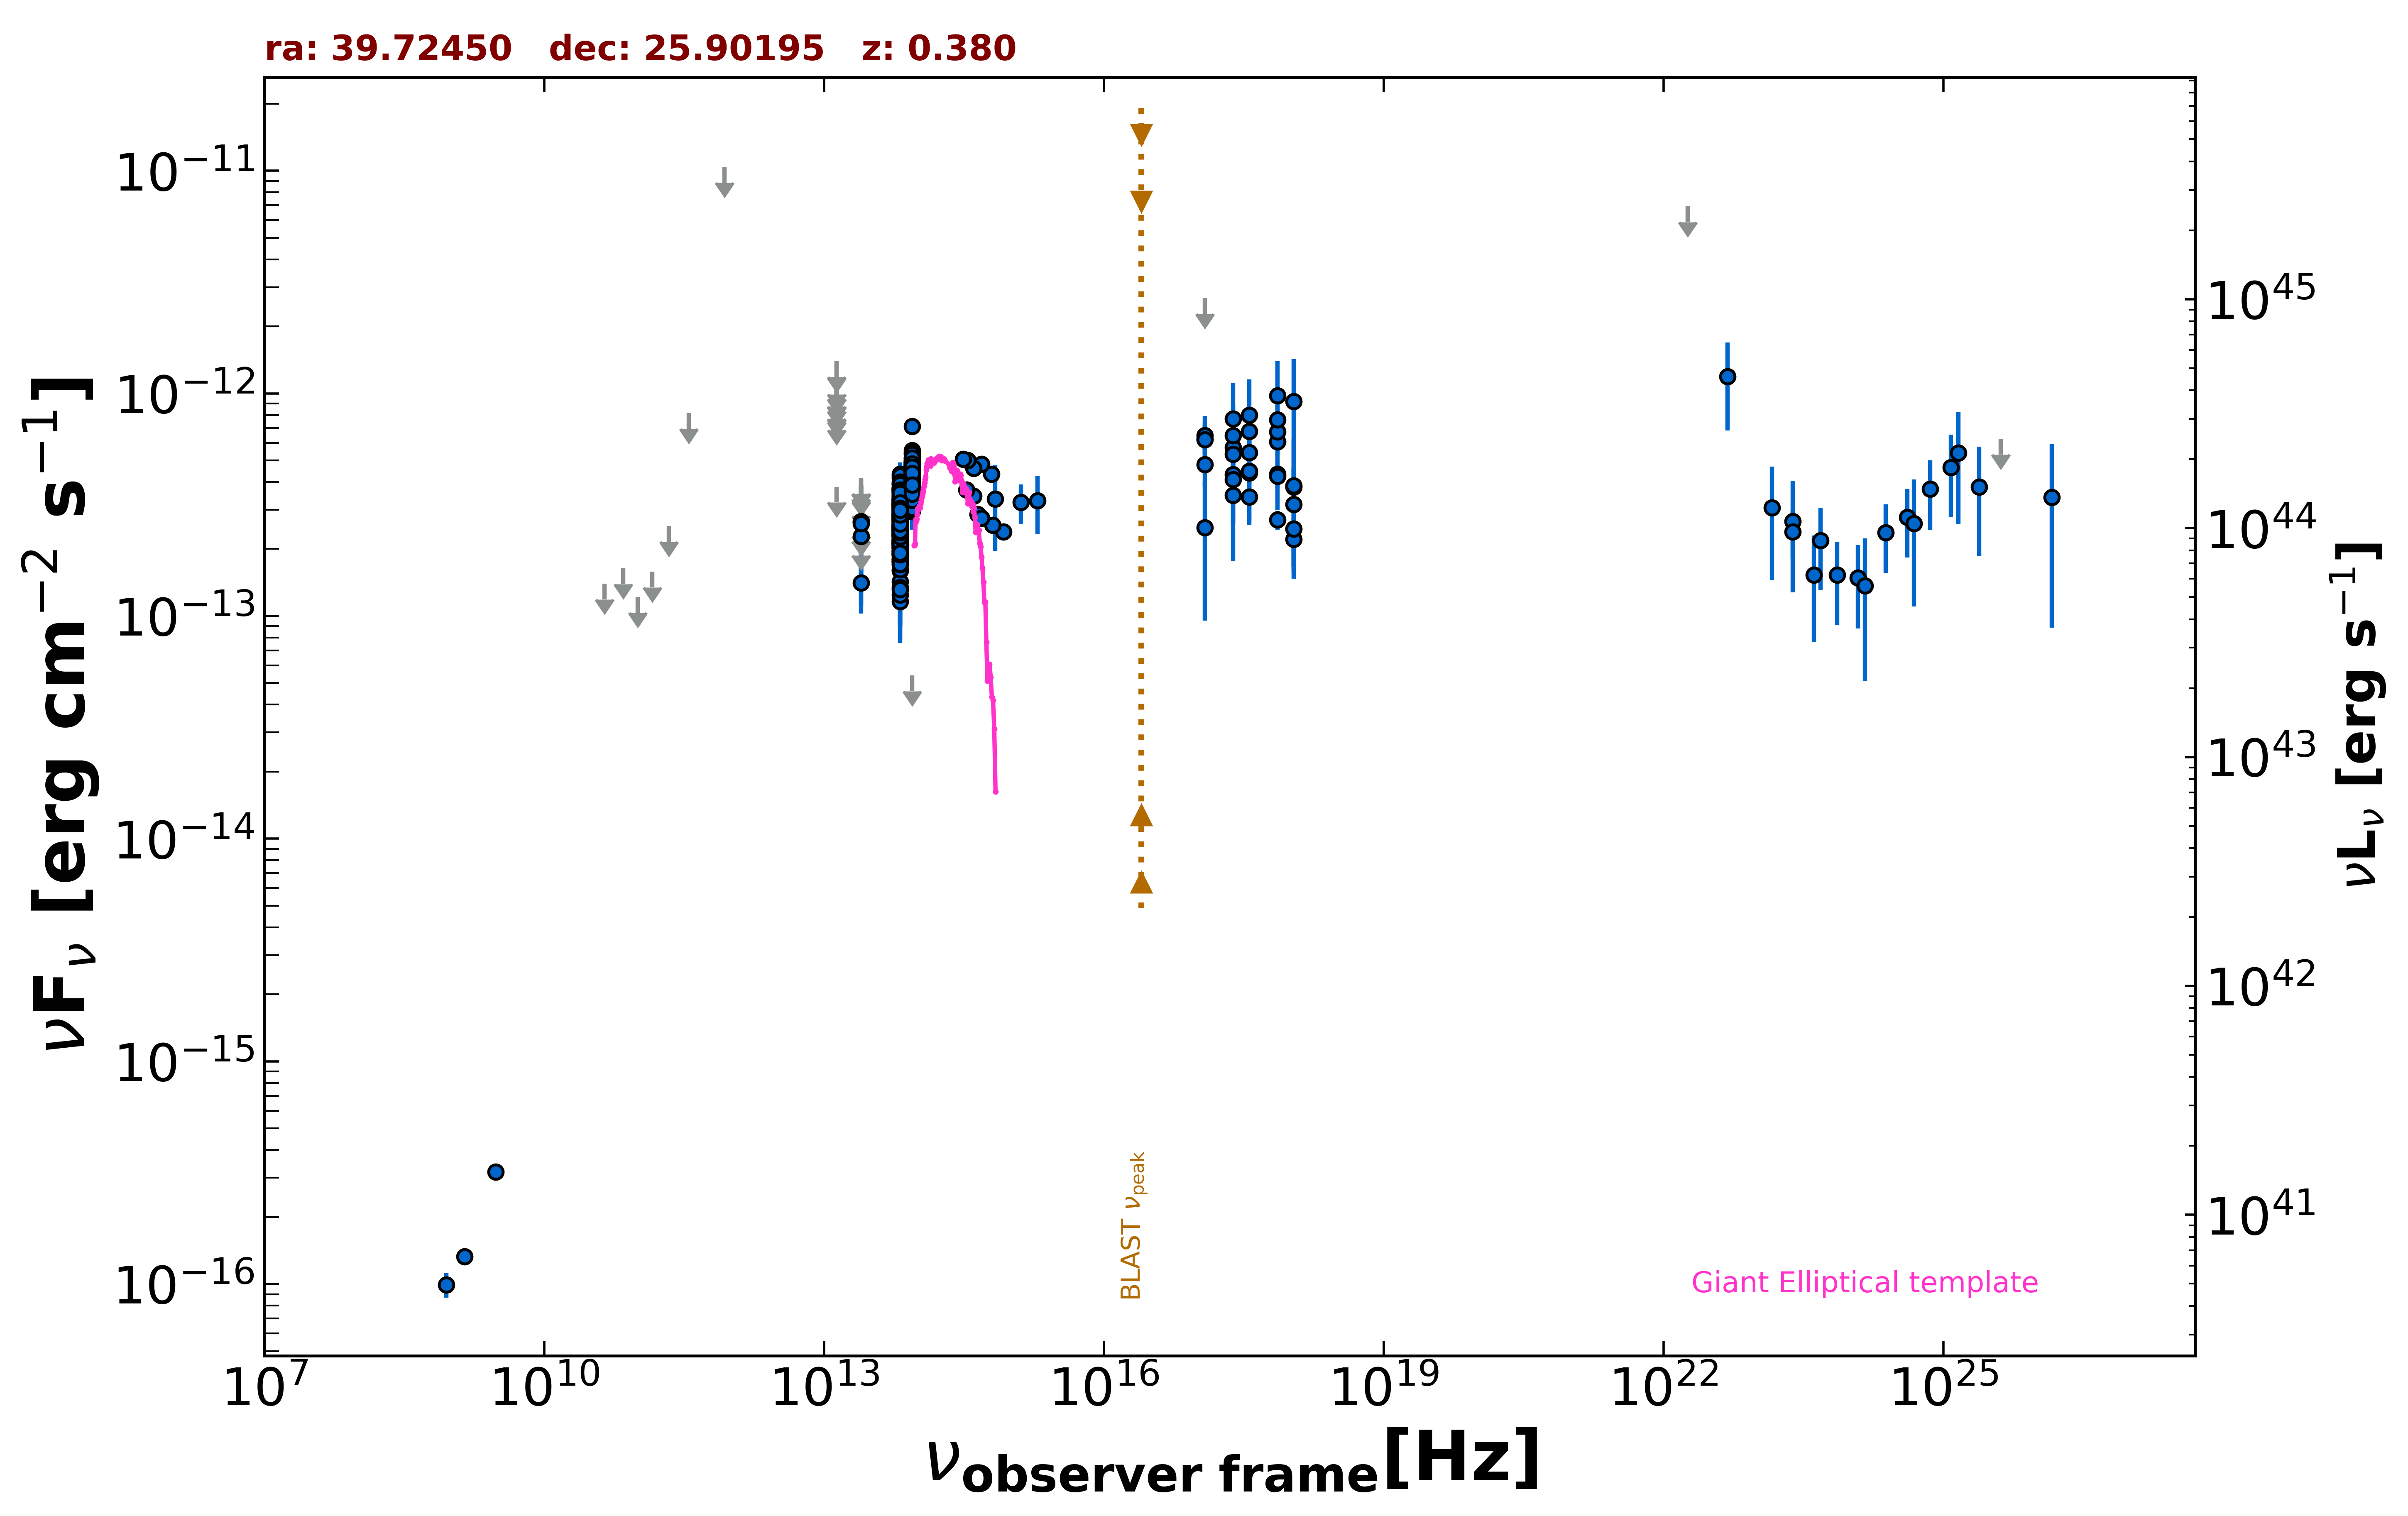 ra: 39.72450 dec: 25.90195 z: 0.380
νFν [erg cm⁻² s⁻¹]
10⁻¹¹
10⁻¹²
10⁻¹³
10⁻¹⁴
10⁻¹⁵
10⁻¹⁶
BLAST νpeak
Giant Elliptical template
10⁴⁵
10⁴⁴
10⁴³
10⁴²
10⁴¹
νLν [erg s⁻¹]
10⁷ 10¹⁰ 10¹³ 10¹⁶ 10¹⁹ 10²² 10²⁵
νobserver frame[Hz]